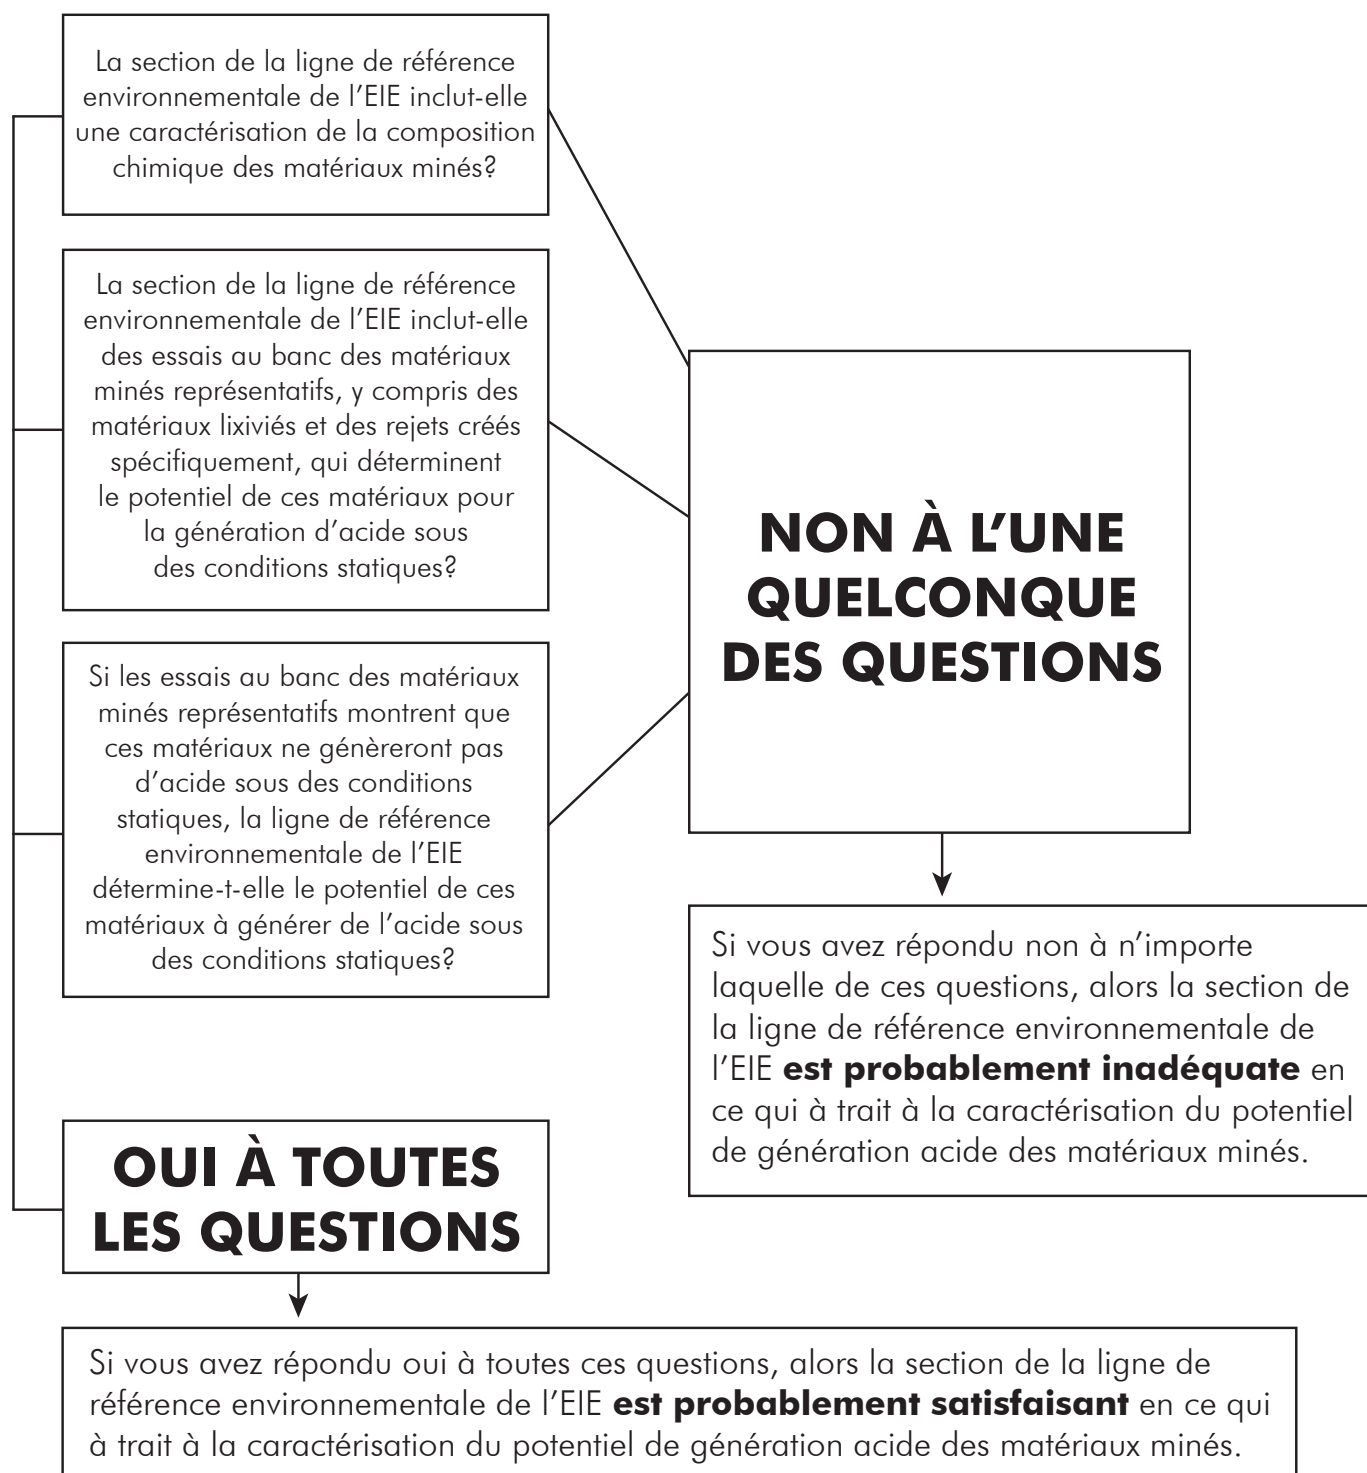 La section de la ligne de référence
environnementale de l’EIE inclut-elle
une caractérisation de la composition
chimique des matériaux minés?
La section de la ligne de référence
environnementale de l’EIE inclut-elle
des essais au banc des matériaux
minés représentatifs, y compris des
matériaux lixiviés et des rejets créés
spécifiquement, qui déterminent
le potentiel de ces matériaux pour
la génération d’acide sous
des conditions statiques?
Si les essais au banc des matériaux
minés représentatifs montrent que
ces matériaux ne génèreront pas
d’acide sous des conditions
statiques, la ligne de référence
environnementale de l’EIE
détermine-t-elle le potentiel de ces
matériaux à générer de l’acide sous
des conditions statiques?
NON À L’UNE
QUELCONQUE
DES QUESTIONS
Si vous avez répondu non à n’importe
laquelle de ces questions, alors la section de
la ligne de référence environnementale de
l’EIE est probablement inadéquate en
ce qui à trait à la caractérisation du potentiel
de génération acide des matériaux minés.
OUI À TOUTES
LES QUESTIONS
Si vous avez répondu oui à toutes ces questions, alors la section de la ligne de
référence environnementale de l’EIE est probablement satisfaisant en ce qui
à trait à la caractérisation du potentiel de génération acide des matériaux minés.